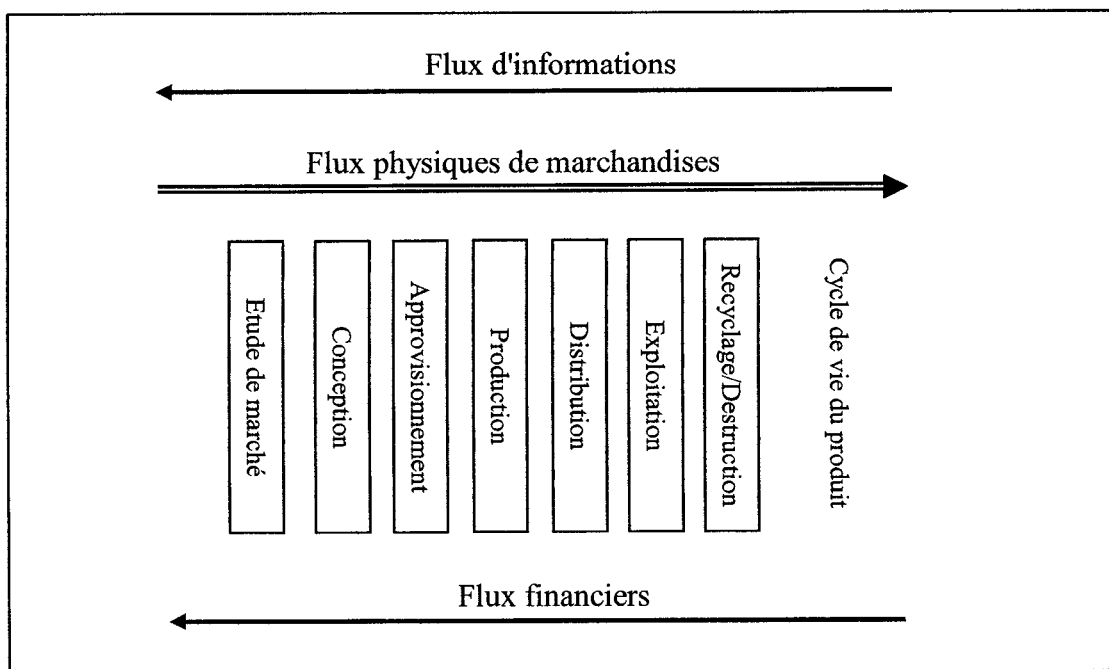 Flux d'informations
Flux physiques de marchandises
Etude de marché
Conception
Approvisionnement
Production
Distribution
Exploitation
Recyclage/Destruction
Cycle de vie du produit
Flux financiers